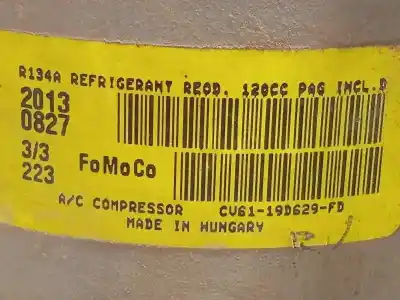 R134A REFRIGERANT REQD. 120CC PAG INCL.D
2013
0827
3/3 FoMoCo
223
A/C COMPRESSOR CV61-19D629-FD
MADE IN HUNGARY